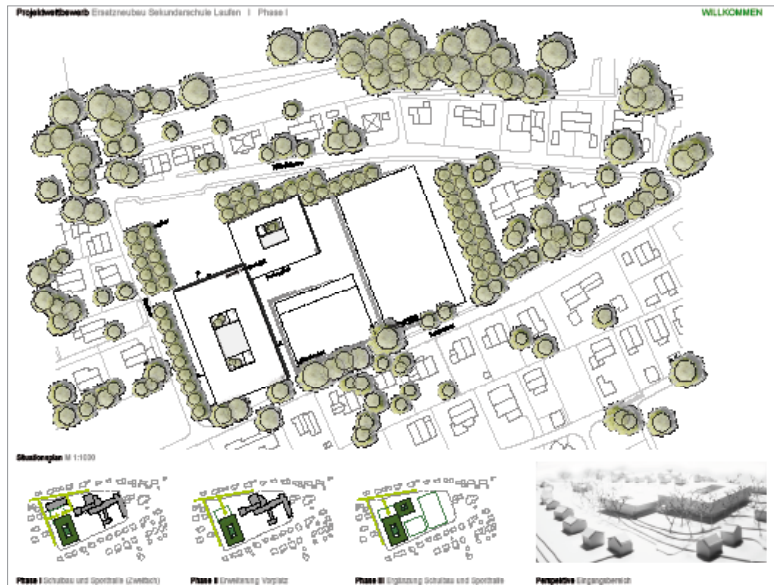 Projektwettbewerb Ersatzneubau Sekundarschule Laufen I Phase I
WILLKOMMEN
Situationsplan M 1:1000
Phase I Schulbau und Sporthalle (Zweifach)
Phase II Erweiterung Vorplatz
Phase III Ergänzung Schulbau und Sporthalle
Perspektive Eingangsbereich